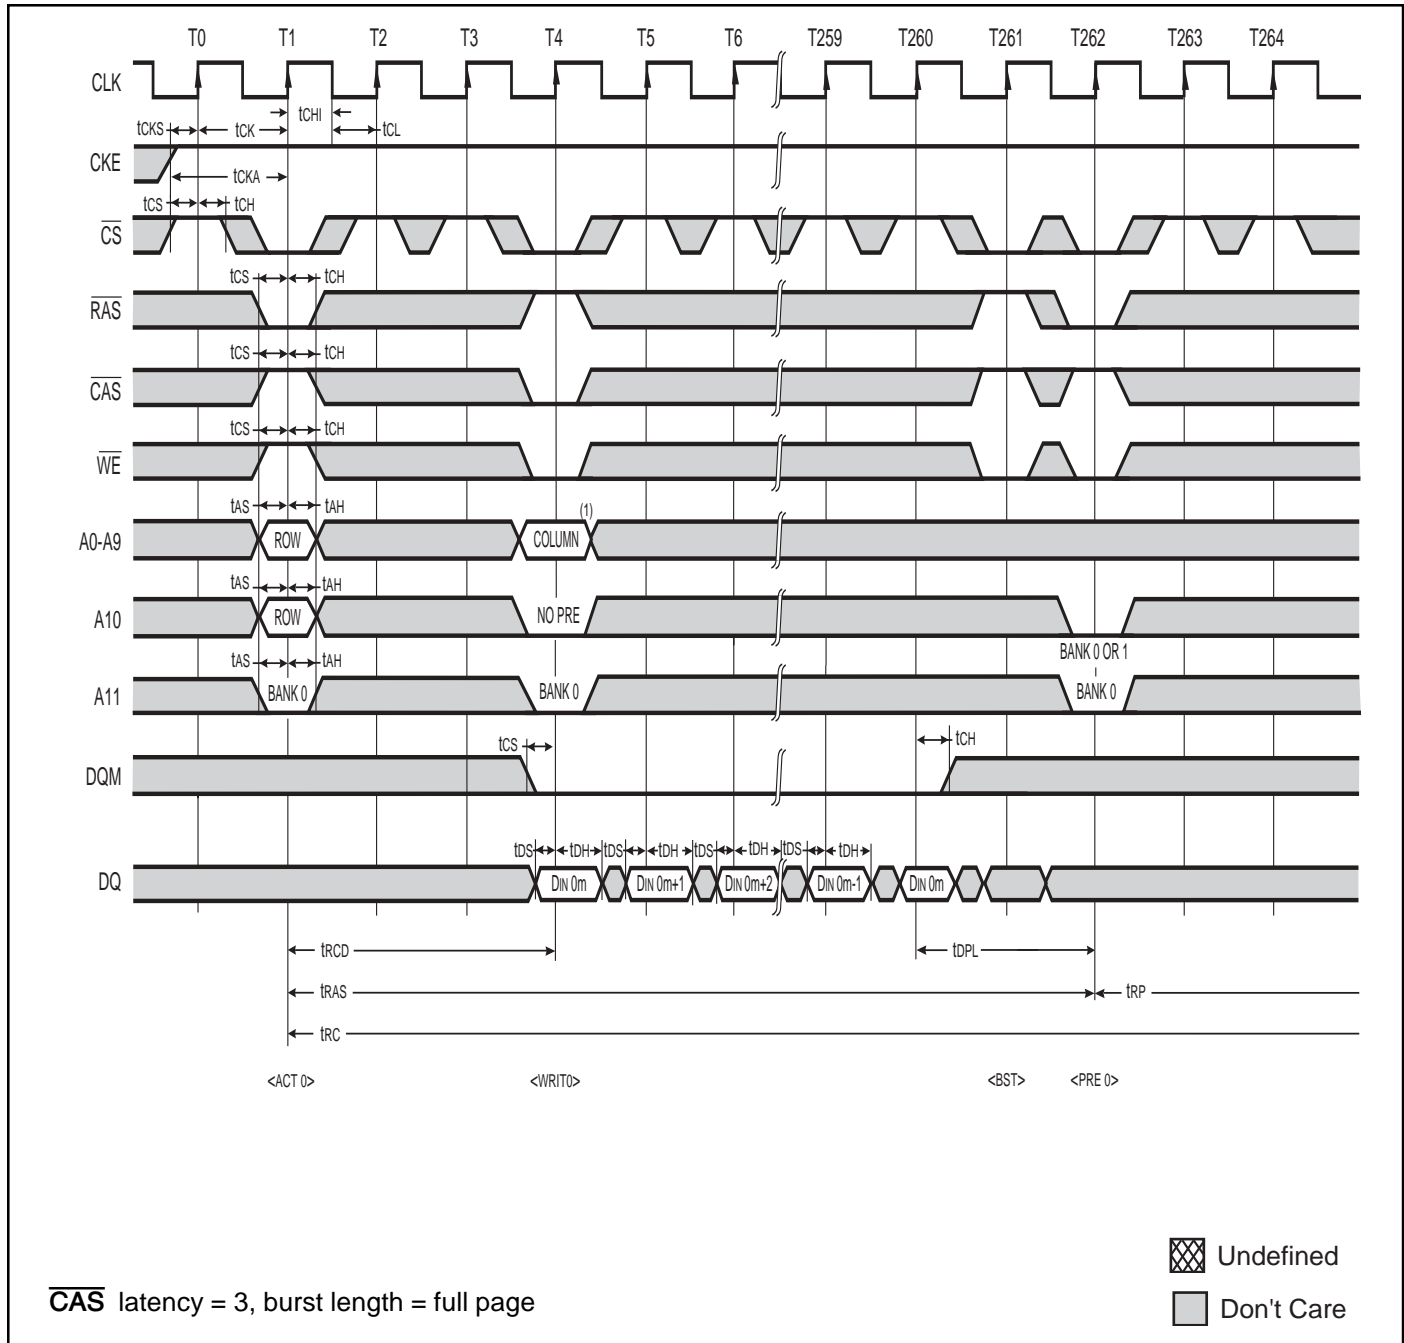 T0 T1 T2 T3 T4 T5 T6 T259 T260 T261 T262 T263 T264
CLK
tCHI
tCKS tCK tCL
CKE
tCKA
tCS tCH
CS
tCS tCH
RAS
tCS tCH
CAS
tCS tCH
WE
tAS tAH (1)
A0-A9 ROW COLUMN
tAS tAH
A10 ROW NO PRE
BANK 0 OR 1
tAS tAH
A11 BANK 0 BANK 0 BANK 0
tCS tCH
DQM
tDS tDH tDS tDH tDS tDH tDS tDH
DQ DIN 0m DIN 0m+1 DIN 0m+2 DIN 0m-1 DIN 0m
tRCD tDPL
tRAS tRP
tRC
<ACT 0> <WRIT0> <BST> <PRE 0>
Undefined
CAS latency = 3, burst length = full page
Don't Care